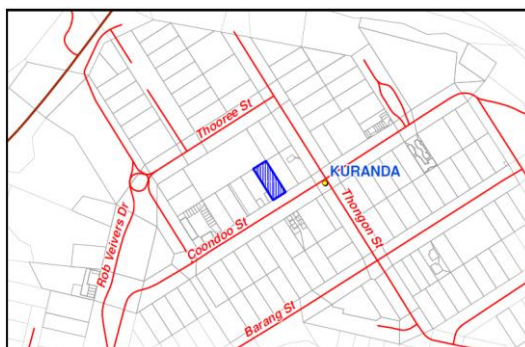 Thooree St
KURANDA
Coondoo St
Thongon St
Rob Veivers Dr
Barang St